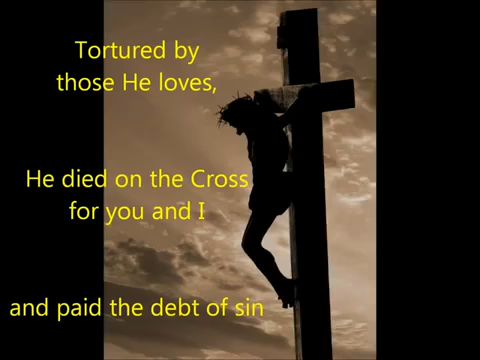 Tortured by
those He loves,
He died on the Cross
for you and I
and paid the debt of sin